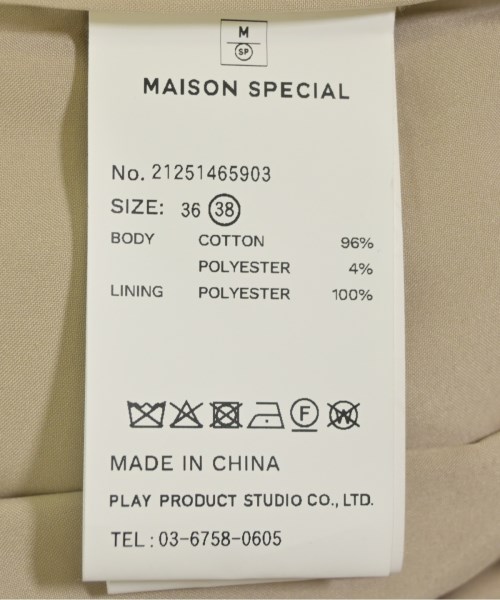 M
SP
MAISON SPECIAL
No. 21251465903
SIZE: 36 38
BODY COTTON 96%
POLYESTER 4%
LINING POLYESTER 100%
F W
MADE IN CHINA
PLAY PRODUCT STUDIO CO., LTD.
TEL : 03-6758-0605